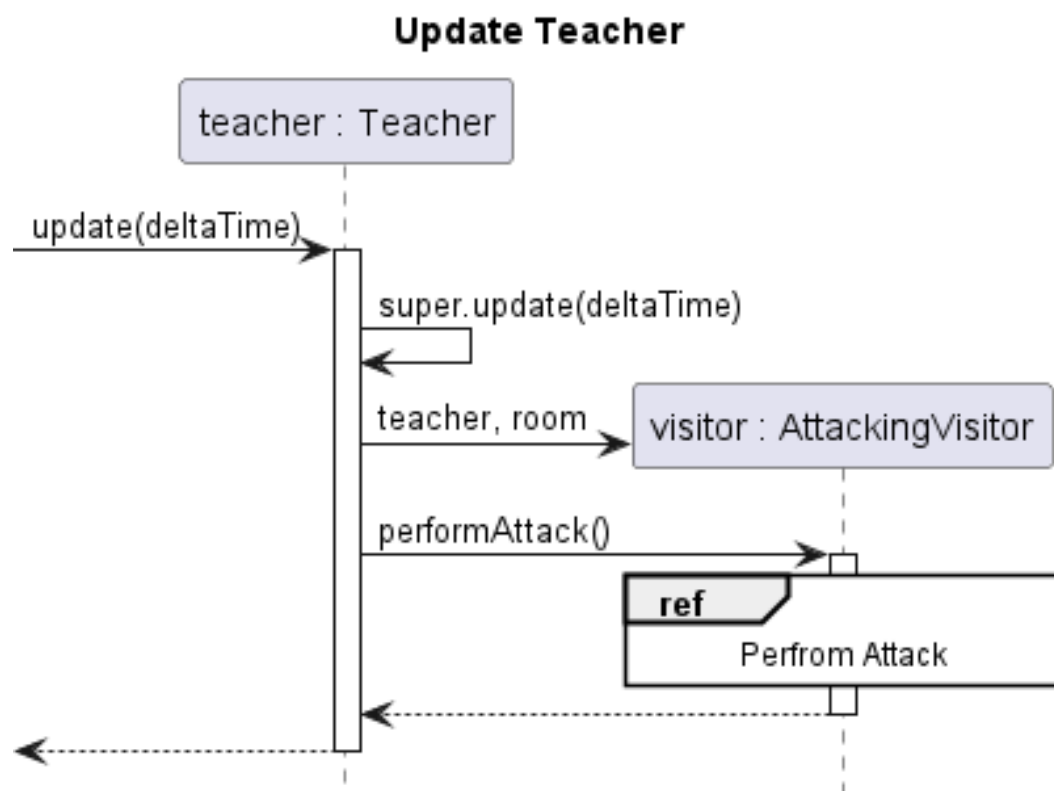 Update Teacher
teacher : Teacher
update(deltaTime)
super.update(deltaTime)
teacher, room
visitor : AttackingVisitor
performAttack()
ref
Perfrom Attack